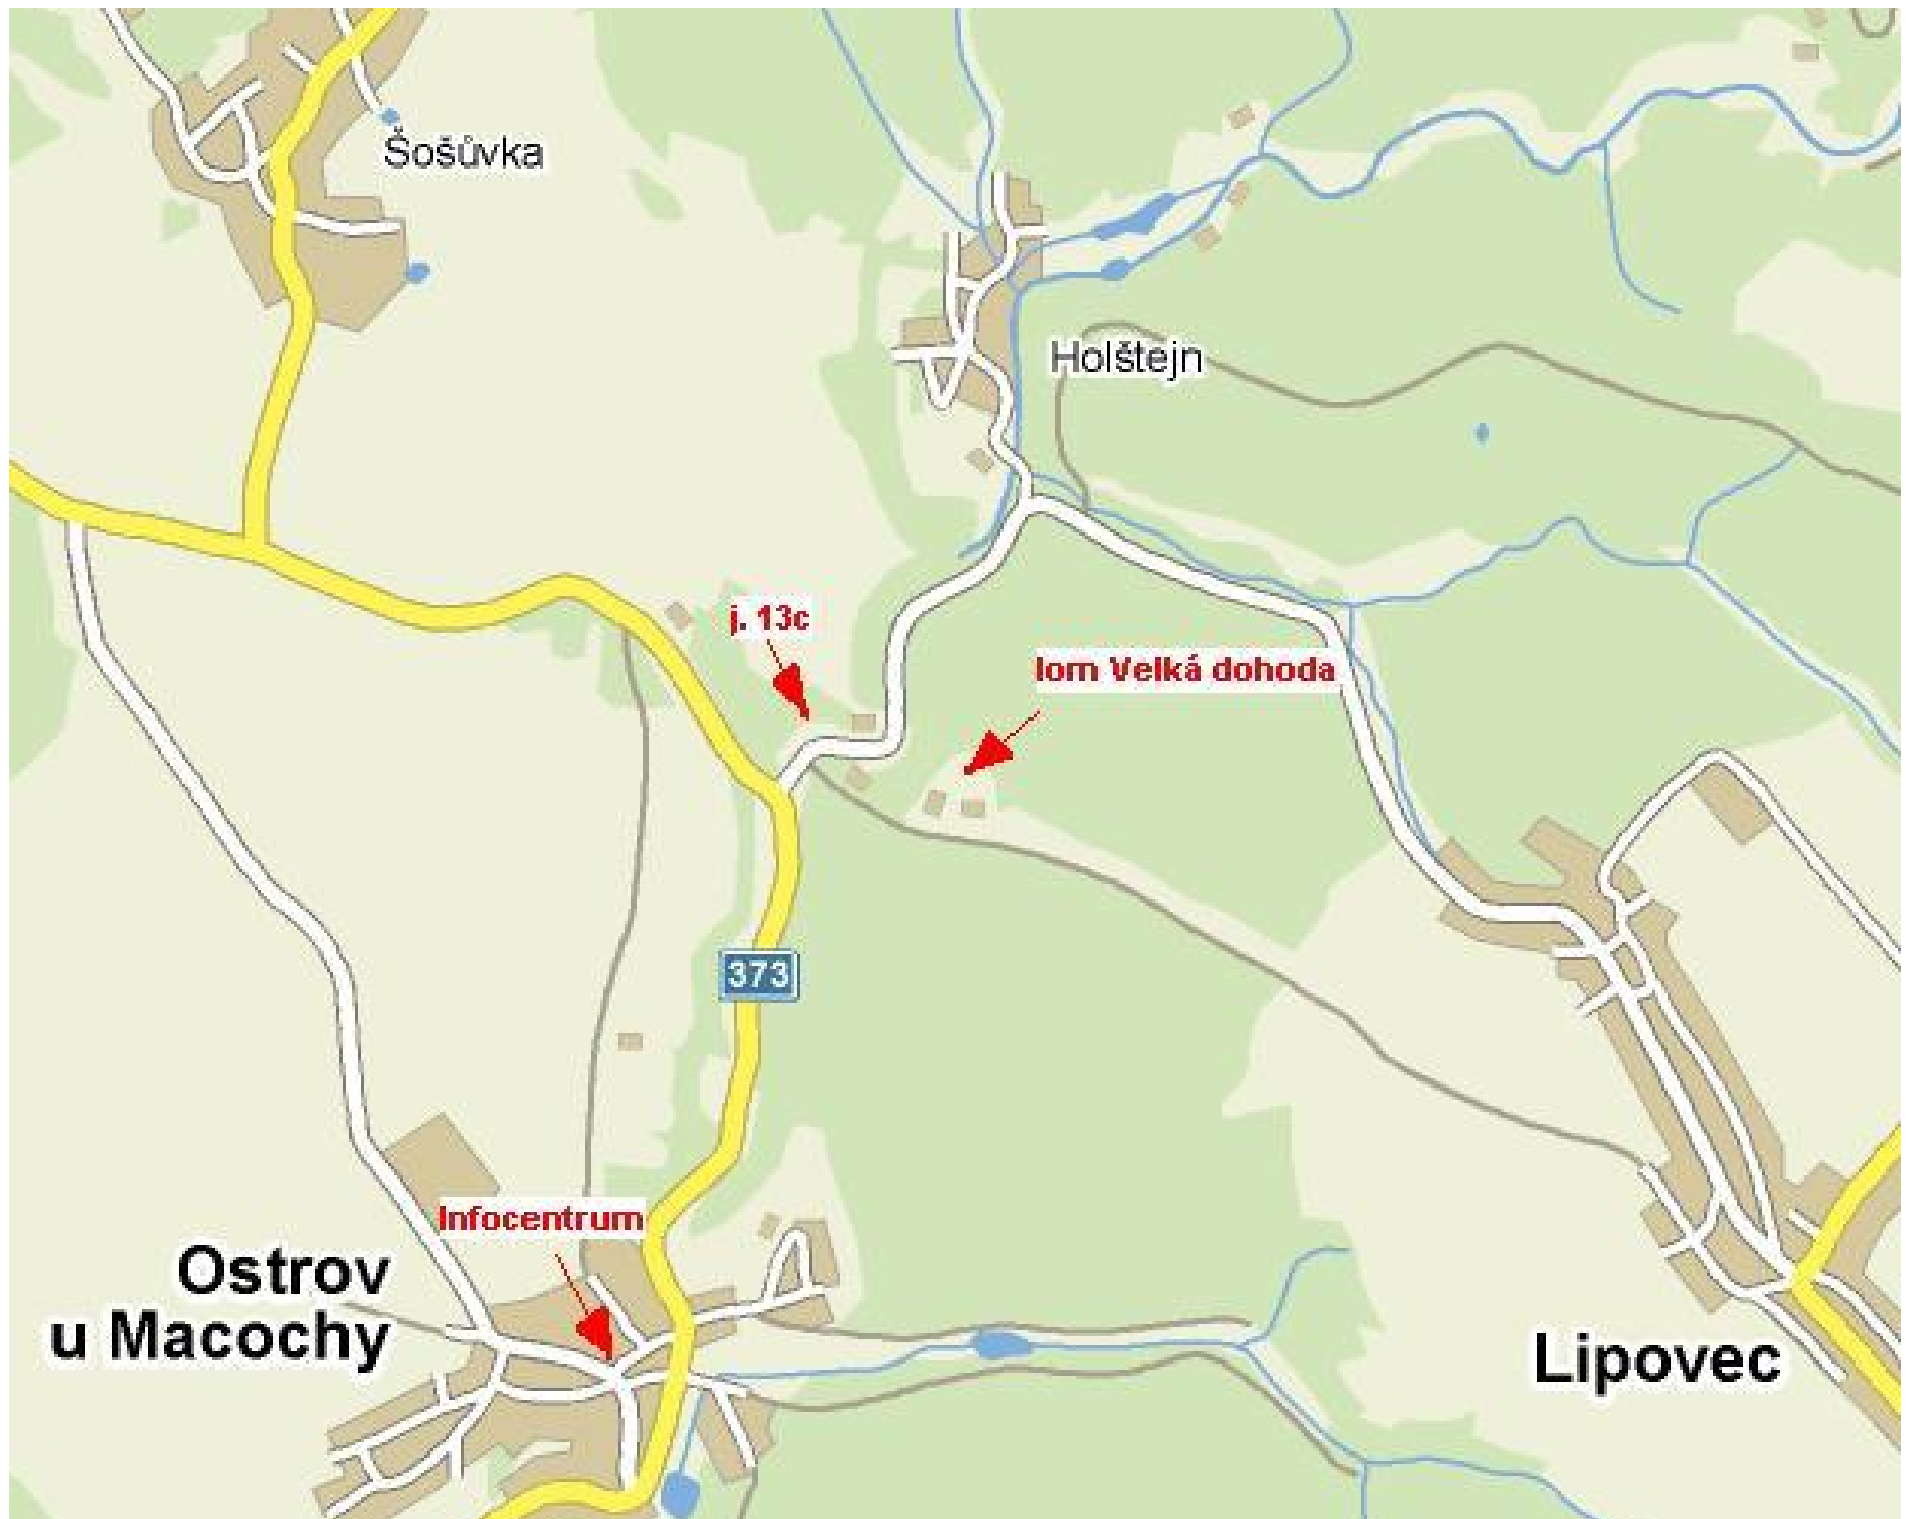 Šošůvka
Holštejn
j. 13c
lom Velká dohoda
373
Infocentrum
Ostrov
u Macochy
Lipovec